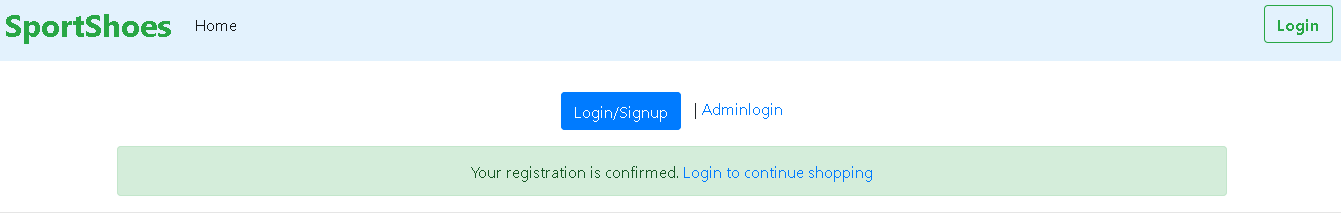 SportShoes Home Login
Login/Signup | Adminlogin
Your registration is confirmed. Login to continue shopping